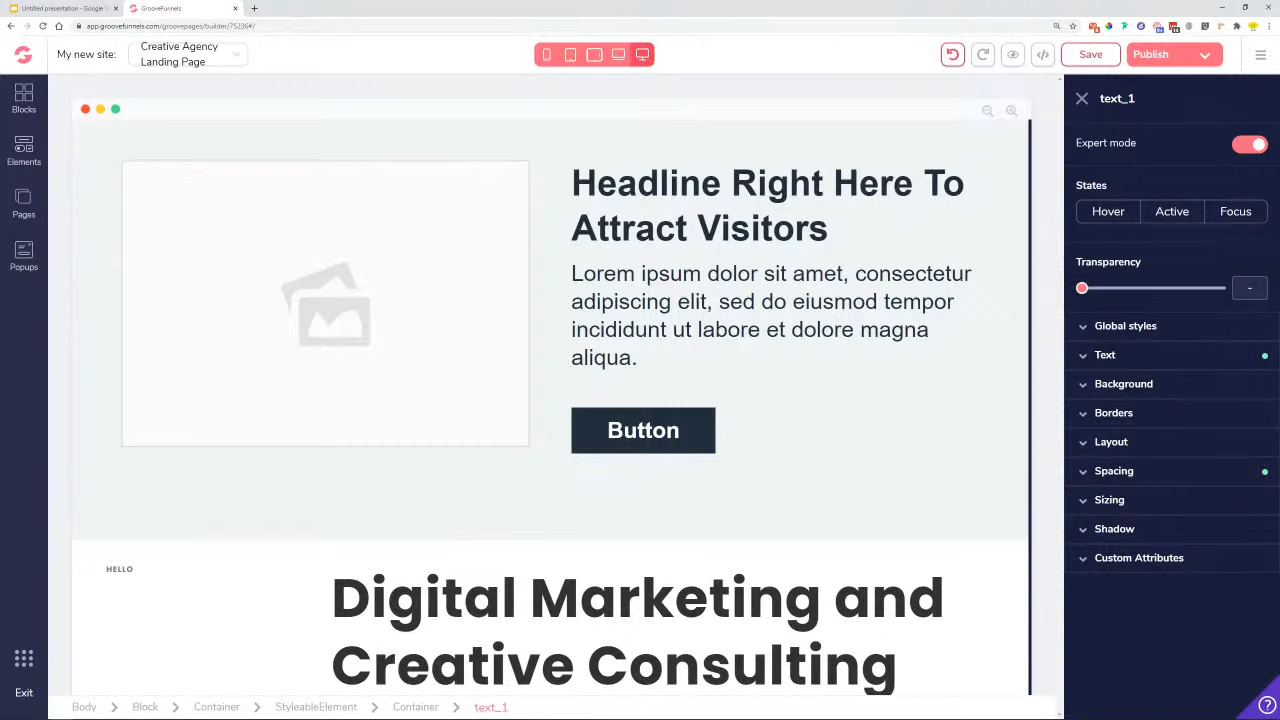 Untitled presentation - Google S
GrooveFunnels
app.groovefunnels.com/groovepages/builder/75236#/
My new site:
Creative Agency
Landing Page
Save
Publish
Blocks
Elements
Pages
Popups
Exit
Headline Right Here To
Attract Visitors
Lorem ipsum dolor sit amet, consectetur
adipiscing elit, sed do eiusmod tempor
incididunt ut labore et dolore magna
aliqua.
Button
HELLO
Digital Marketing and
Creative Consulting
Body
Block
Container
StyleableElement
Container
text_1
text_1
Expert mode
States
Hover
Active
Focus
Transparency
-
Global styles
Text
Background
Borders
Layout
Spacing
Sizing
Shadow
Custom Attributes
?